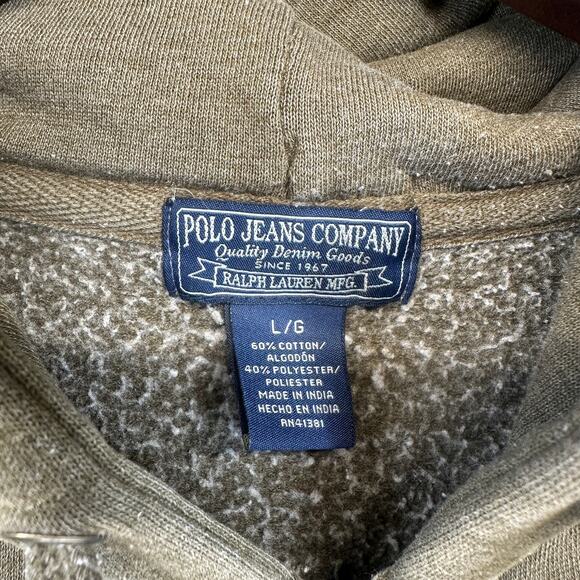 POLO JEANS COMPANY
Quality Denim Goods
SINCE 1967
RALPH LAUREN MFG.
L/G
60% COTTON/
ALGODÓN
40% POLYESTER/
POLIESTER
MADE IN INDIA
HECHO EN INDIA
RN41381